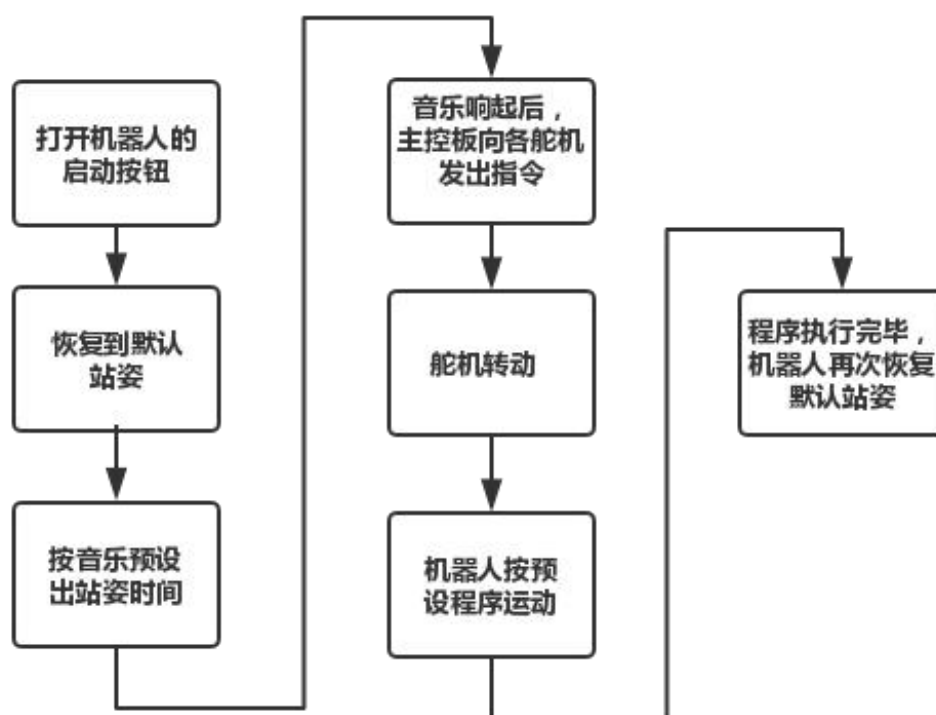 打开机器人的
启动按钮
恢复到默认
站姿
按音乐预设
出站姿时间
音乐响起后，
主控板向各舵机
发出指令
舵机转动
机器人按预
设程序运动
程序执行完毕，
机器人再次恢复
默认站姿